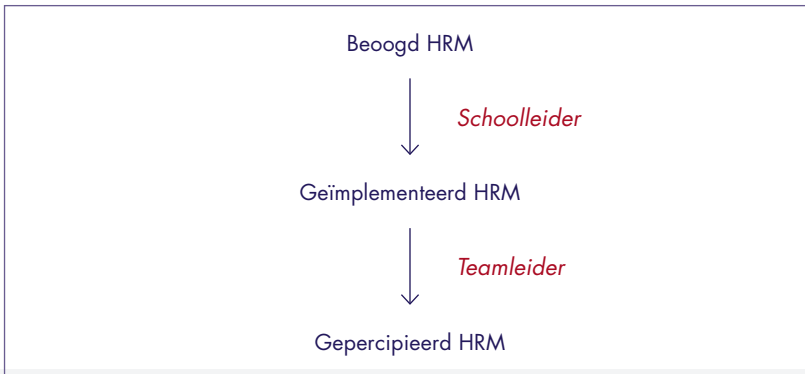 Beoogd HRM
Schoolleider
Geïmplementeerd HRM
Teamleider
Gepercipieerd HRM